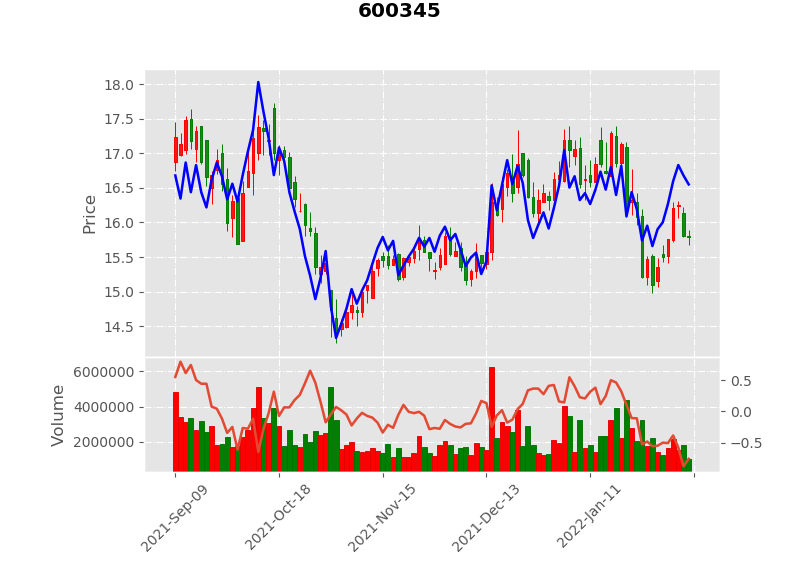 600345
18.0
17.5
17.0
16.5
16.0
15.5
15.0
14.5
Price
6000000
4000000
2000000
Volume
0.5
0.0
−0.5
2021-Sep-09
2021-Oct-18
2021-Nov-15
2021-Dec-13
2022-Jan-11